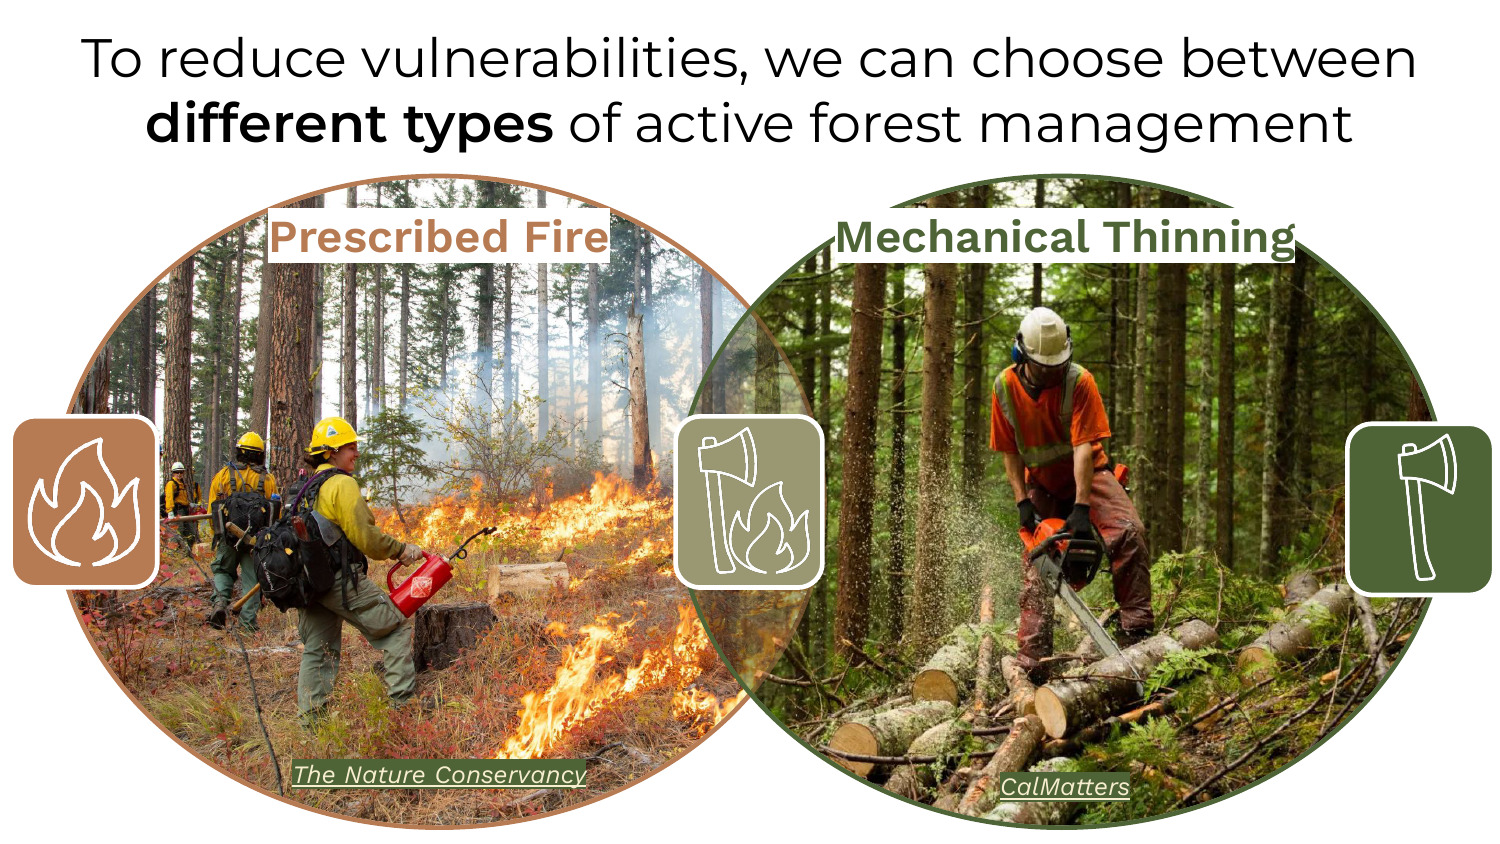 To reduce vulnerabilities, we can choose between
different types of active forest management
Prescribed Fire
Mechanical Thinning
The Nature Conservancy
CalMatters